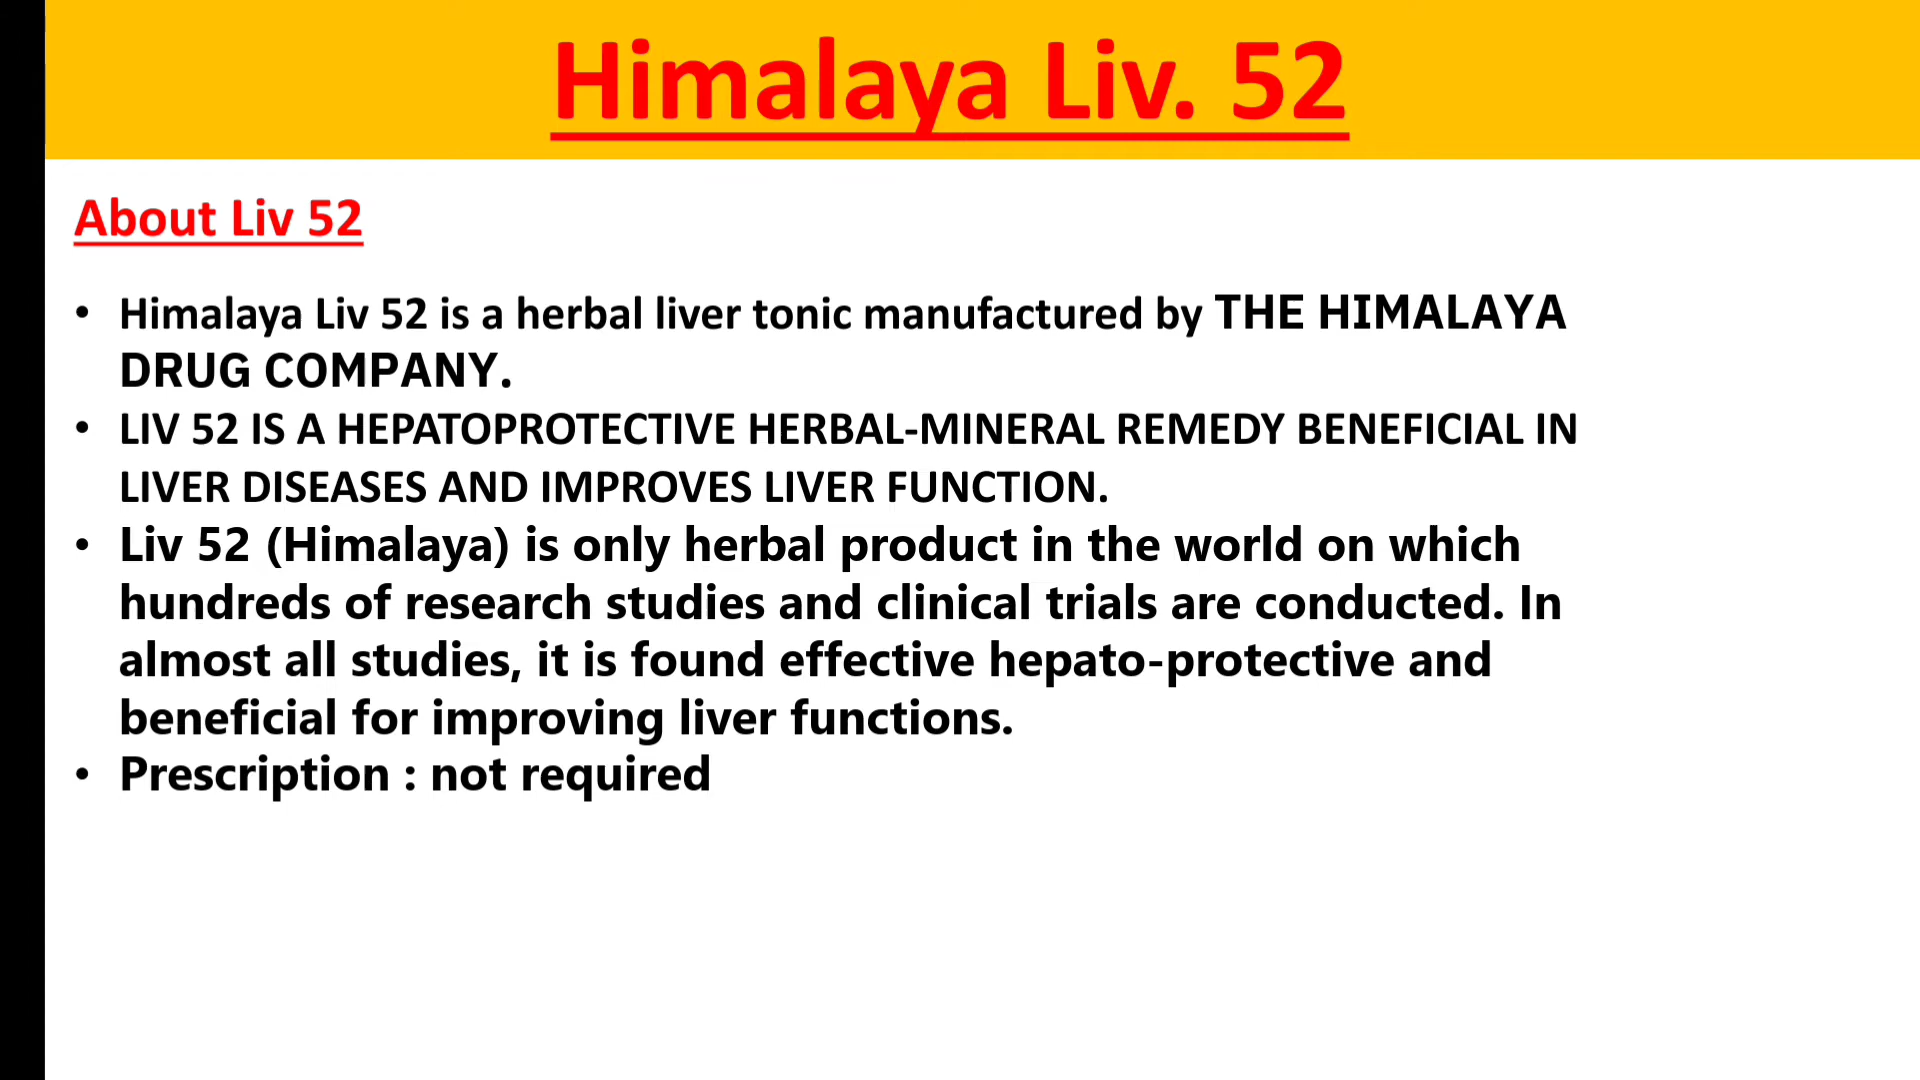 Himalaya Liv. 52
About Liv 52
• Himalaya Liv 52 is a herbal liver tonic manufactured by THE HIMALAYA
DRUG COMPANY.
• LIV 52 IS A HEPATOPROTECTIVE HERBAL-MINERAL REMEDY BENEFICIAL IN
LIVER DISEASES AND IMPROVES LIVER FUNCTION.
• Liv 52 (Himalaya) is only herbal product in the world on which
hundreds of research studies and clinical trials are conducted. In
almost all studies, it is found effective hepato-protective and
beneficial for improving liver functions.
• Prescription : not required